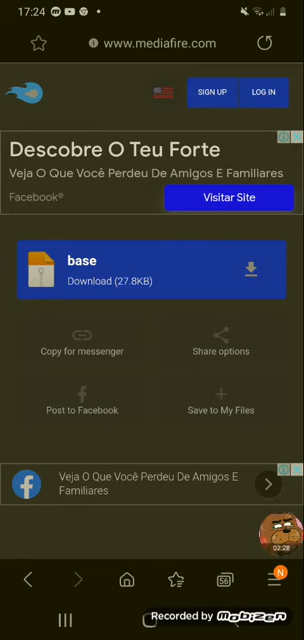 17:24
www.mediafire.com
SIGN UP
LOG IN
Descobre O Teu Forte
Veja O Que Você Perdeu De Amigos E Familiares
Facebook®
Visitar Site
base
Download (27.8KB)
Copy for messenger
Share options
Post to Facebook
Save to My Files
Veja O Que Você Perdeu De Amigos E
Familiares
02:28
56
N
Recorded by Mobizen